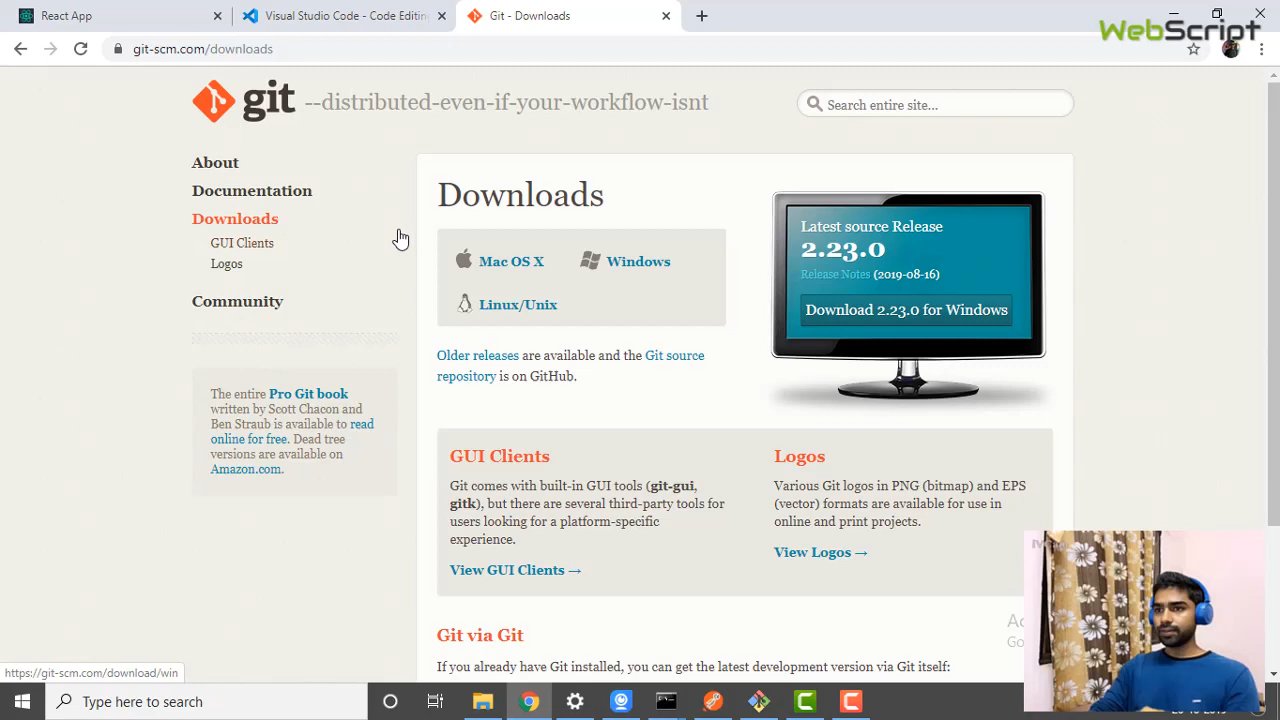 React App
Visual Studio Code - Code Editin
Git - Downloads
WebScript
git-scm.com/downloads
git --distributed-even-if-your-workflow-isnt
Search entire site...
About
Documentation
Downloads
GUI Clients
Logos
Community
The entire Pro Git book
written by Scott Chacon and
Ben Straub is available to read
online for free. Dead tree
versions are available on
Amazon.com.
Downloads
Mac OS X
Windows
Linux/Unix
Older releases are available and the Git source
repository is on GitHub.
Latest source Release
2.23.0
Release Notes (2019-08-16)
Download 2.23.0 for Windows
GUI Clients
Git comes with built-in GUI tools (git-gui,
gitk), but there are several third-party tools for
users looking for a platform-specific
experience.
View GUI Clients →
Logos
Various Git logos in PNG (bitmap) and EPS
(vector) formats are available for use in
online and print projects.
View Logos →
Git via Git
If you already have Git installed, you can get the latest development version via Git itself:
https://git-scm.com/download/win
Type here to search